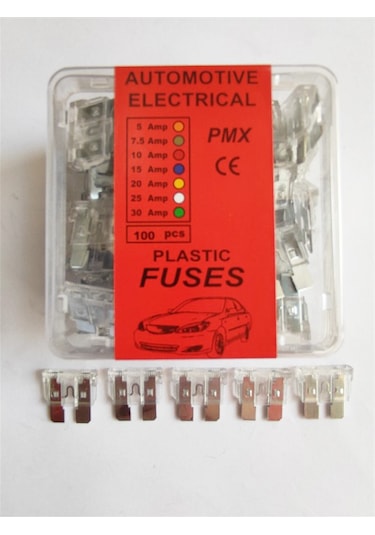 AUTOMOTIVE
ELECTRICAL
5 Amp
7.5 Amp
10 Amp
15 Amp
20 Amp
25 Amp
30 Amp
PMX
CE
100 pcs
PLASTIC
FUSES